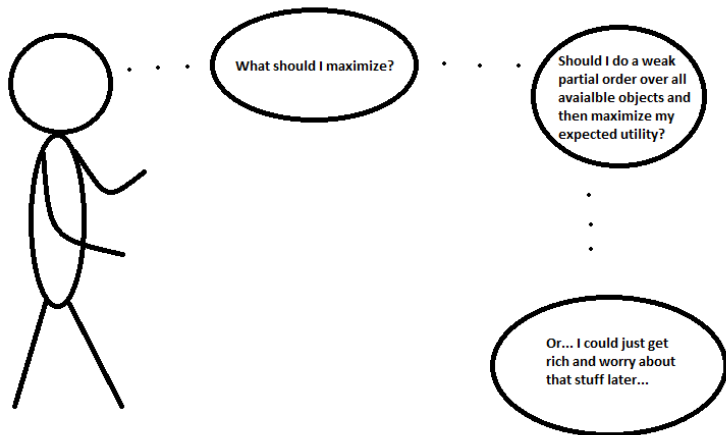 What should I maximize?
Should I do a weak
partial order over all
avaialble objects and
then maximize my
expected utility?
Or... I could just get
rich and worry about
that stuff later...